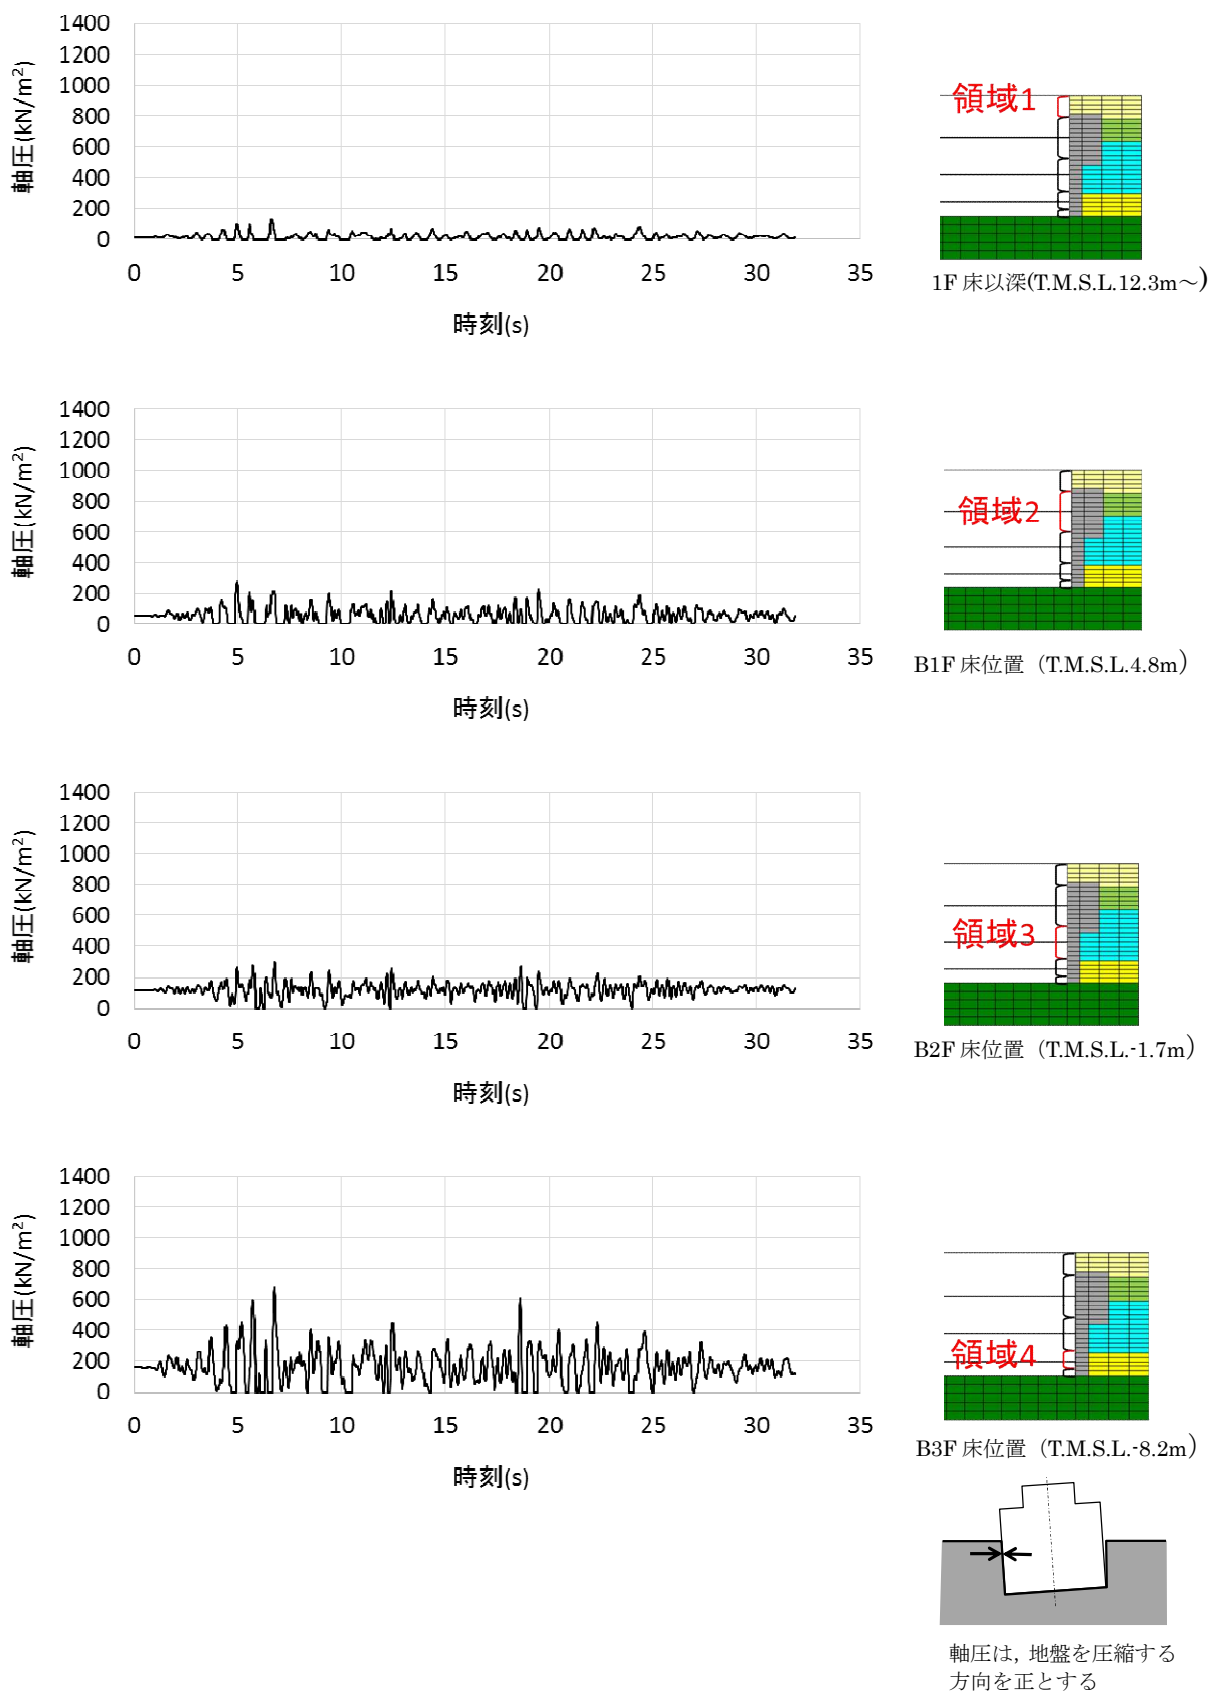 1400
1200
1000
800
600
400
200
0
軸圧(kN/m²)
0 5 10 15 20 25 30 35
時刻(s)
領域1
1F 床以深(T.M.S.L.12.3m～)
1400
1200
1000
800
600
400
200
0
軸圧(kN/m²)
0 5 10 15 20 25 30 35
時刻(s)
領域2
B1F 床位置（T.M.S.L.4.8m）
1400
1200
1000
800
600
400
200
0
軸圧(kN/m²)
0 5 10 15 20 25 30 35
時刻(s)
領域3
B2F 床位置（T.M.S.L.-1.7m）
1400
1200
1000
800
600
400
200
0
軸圧(kN/m²)
0 5 10 15 20 25 30 35
時刻(s)
領域4
B3F 床位置（T.M.S.L.-8.2m）
軸圧は，地盤を圧縮する
方向を正とする